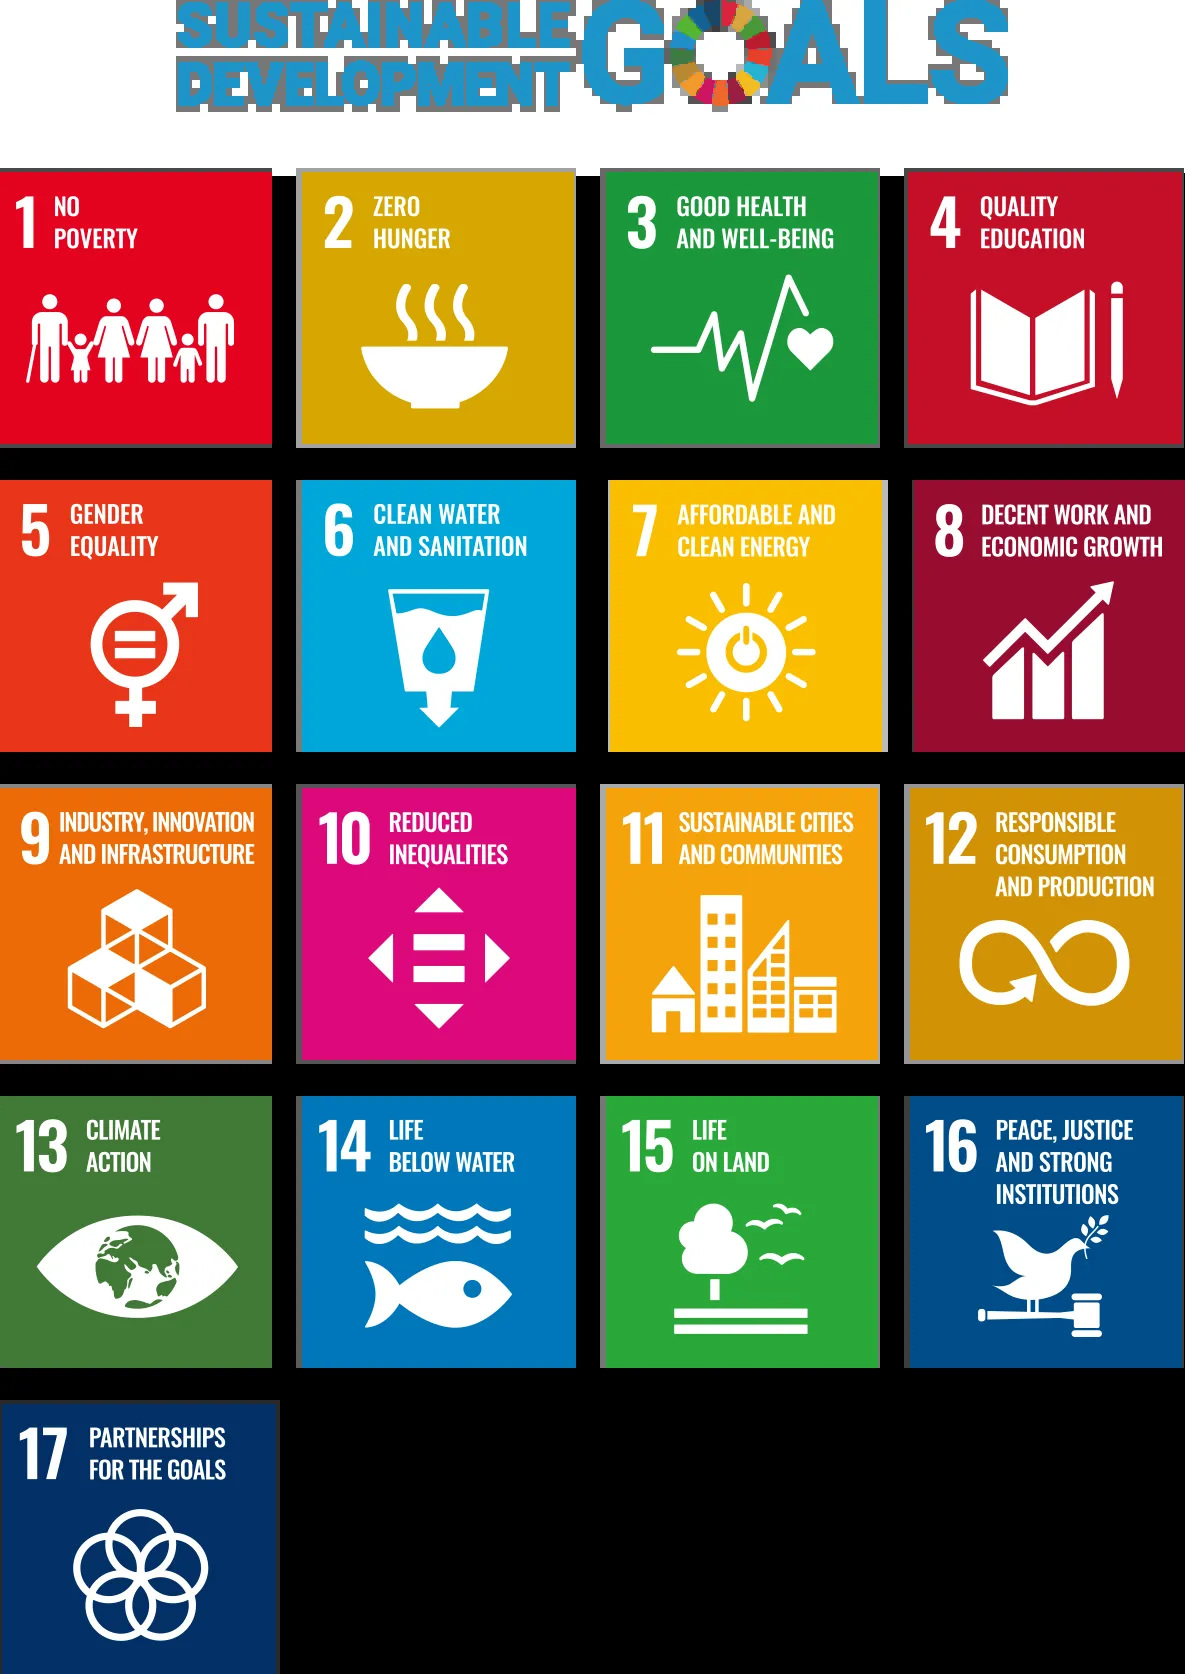 SUSTAINABLE
DEVELOPMENT GOALS
1 NO
POVERTY
2 ZERO
HUNGER
3 GOOD HEALTH
AND WELL-BEING
4 QUALITY
EDUCATION
5 GENDER
EQUALITY
6 CLEAN WATER
AND SANITATION
7 AFFORDABLE AND
CLEAN ENERGY
8 DECENT WORK AND
ECONOMIC GROWTH
9 INDUSTRY, INNOVATION
AND INFRASTRUCTURE
10 REDUCED
INEQUALITIES
11 SUSTAINABLE CITIES
AND COMMUNITIES
12 RESPONSIBLE
CONSUMPTION
AND PRODUCTION
13 CLIMATE
ACTION
14 LIFE
BELOW WATER
15 LIFE
ON LAND
16 PEACE, JUSTICE
AND STRONG
INSTITUTIONS
17 PARTNERSHIPS
FOR THE GOALS